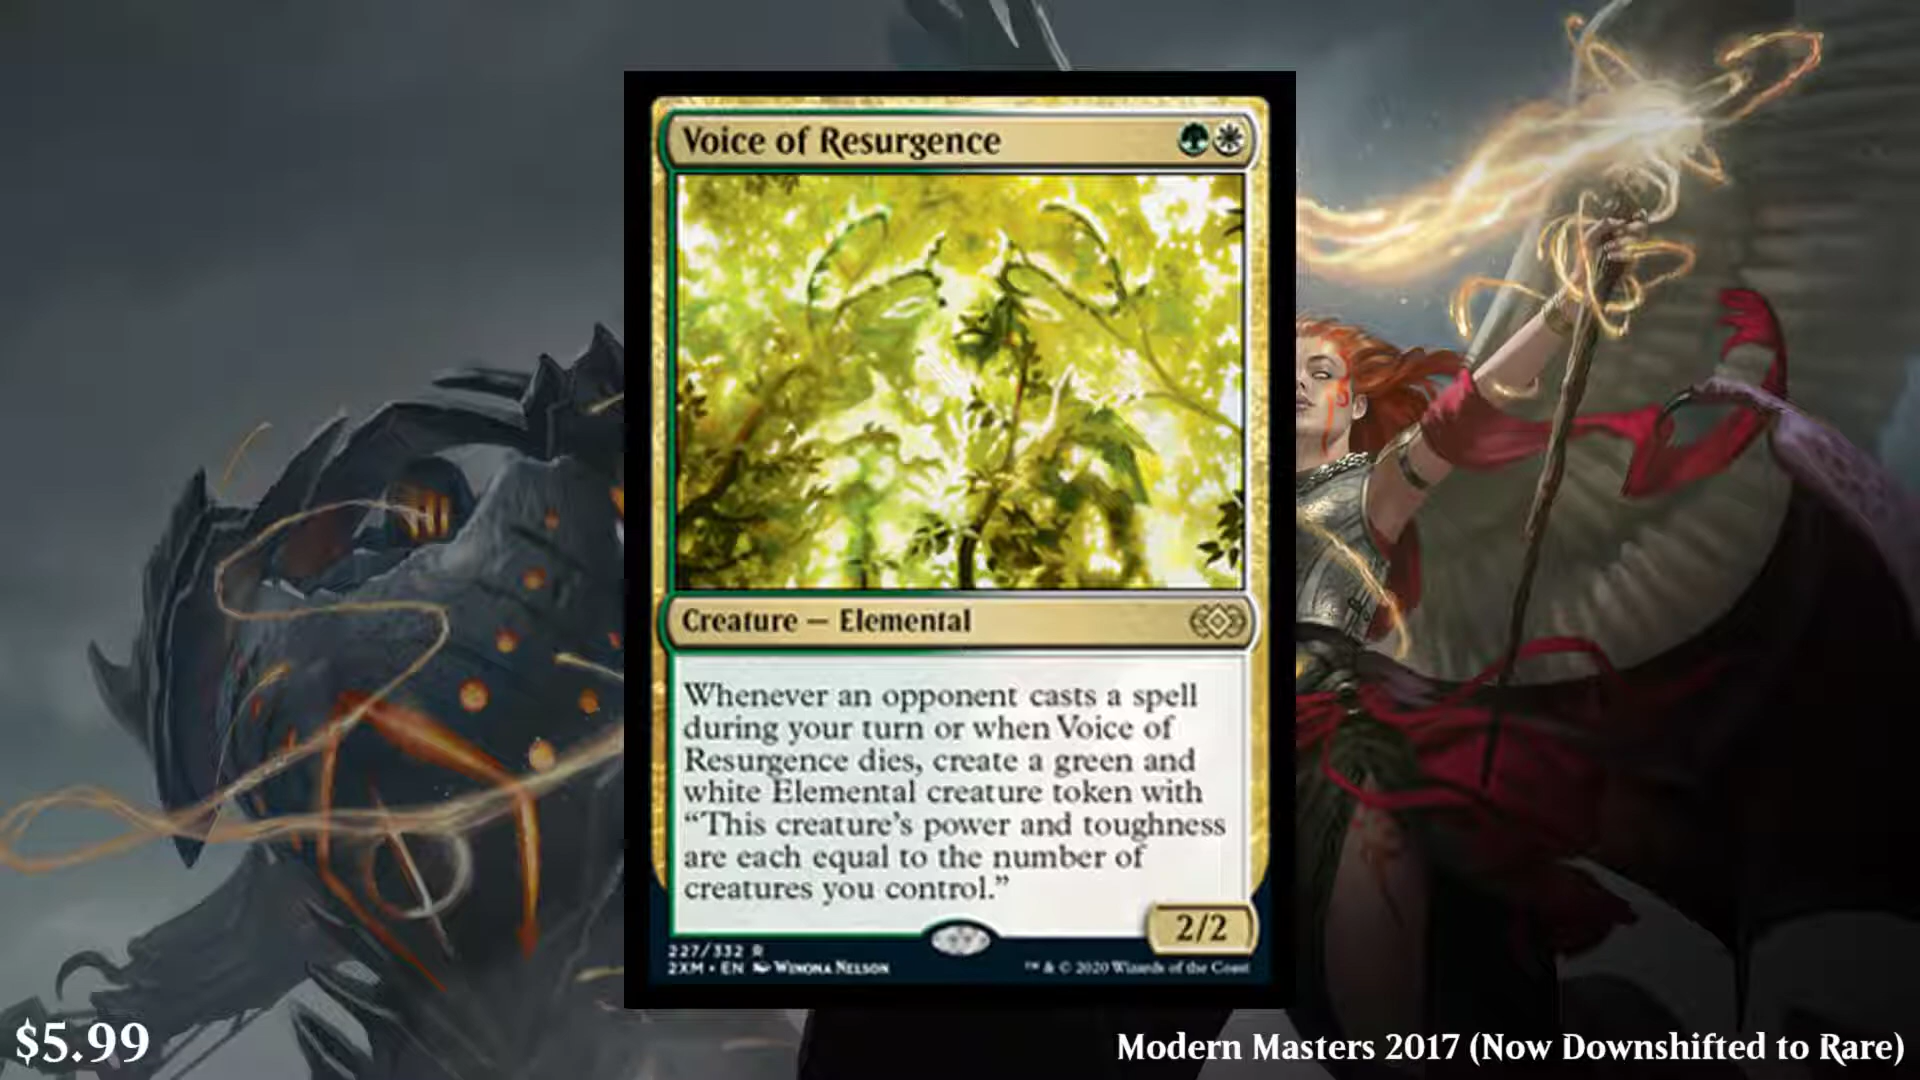 Voice of Resurgence
Creature — Elemental
Whenever an opponent casts a spell
during your turn or when Voice of
Resurgence dies, create a green and
white Elemental creature token with
“This creature’s power and toughness
are each equal to the number of
creatures you control.”
2/2
227/332 R
2XM • EN Winona Nelson
™ & © 2020 Wizards of the Coast
$5.99
Modern Masters 2017 (Now Downshifted to Rare)